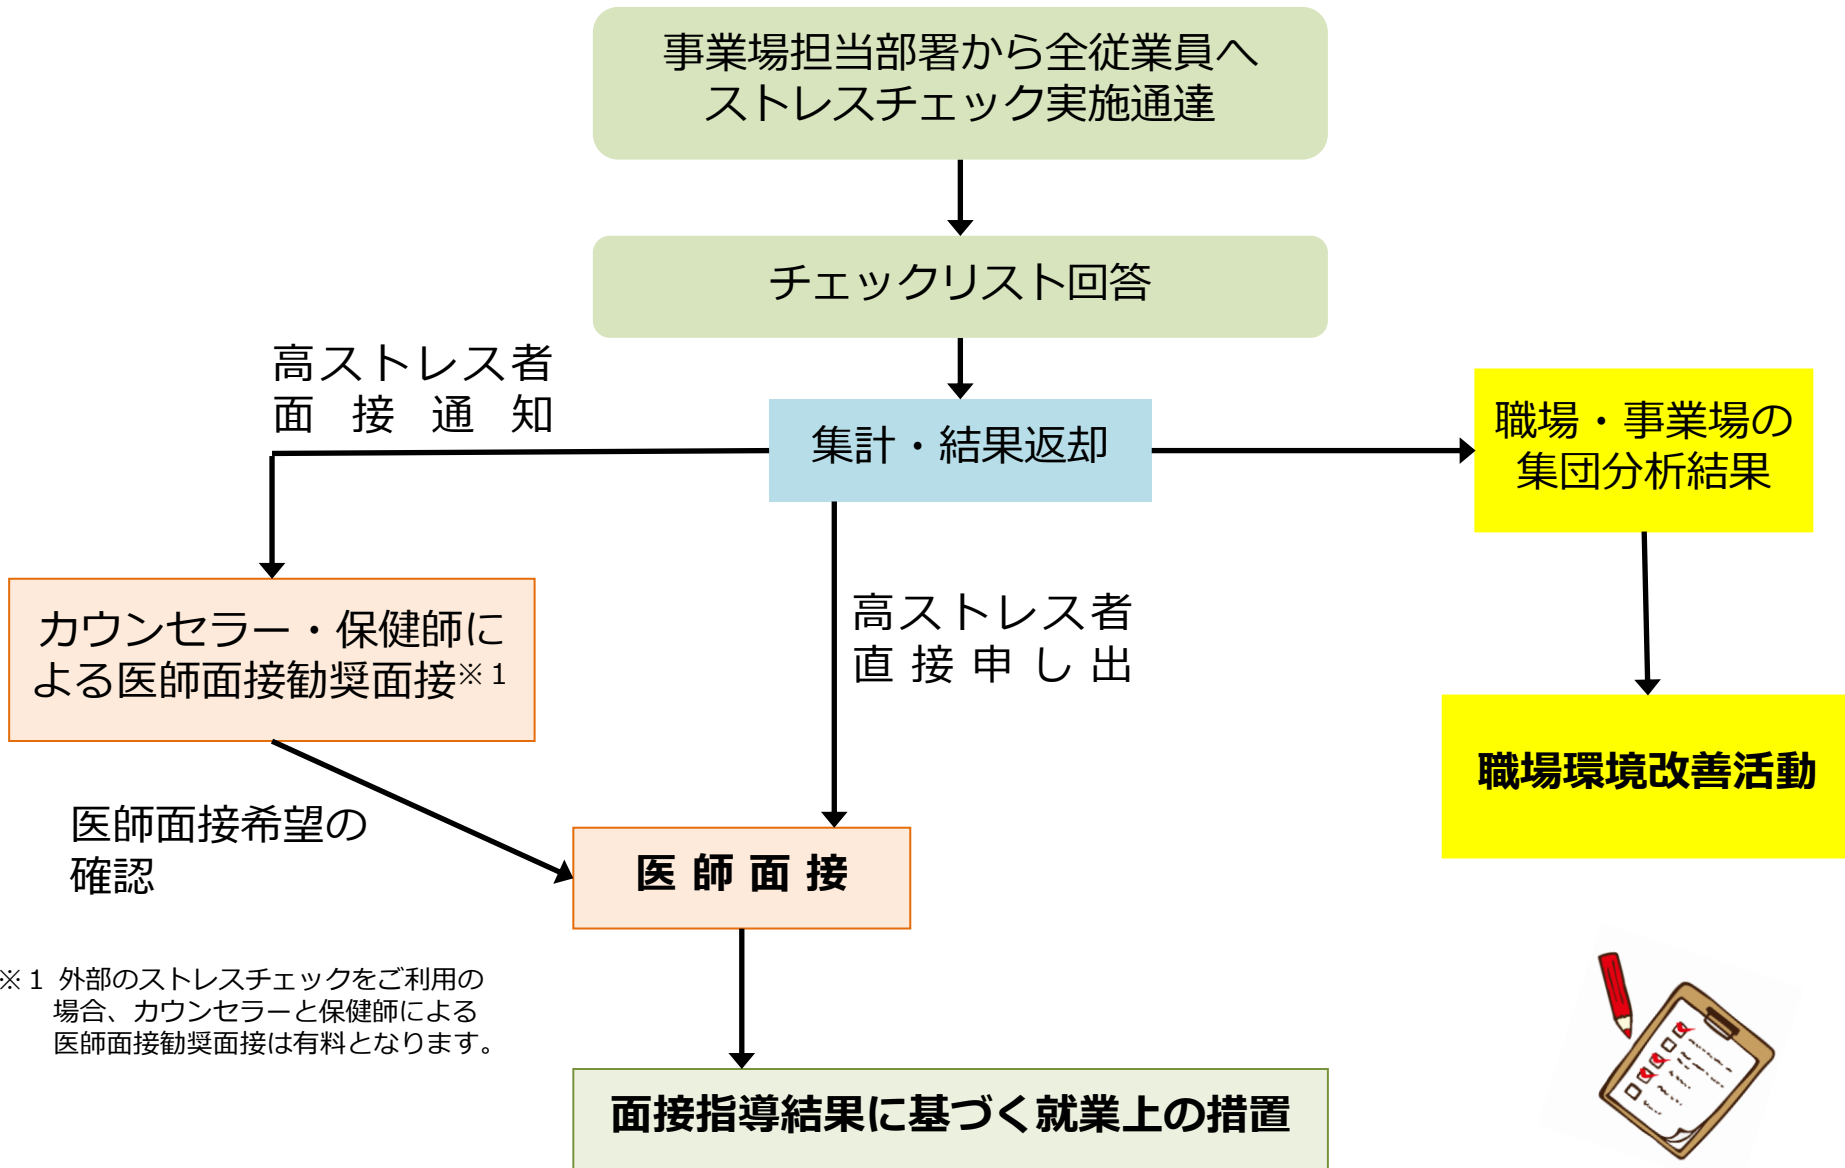 事業場担当部署から全従業員へ
ストレスチェック実施通達
チェックリスト回答
高ストレス者
面接通知
集計・結果返却
職場・事業場の
集団分析結果
カウンセラー・保健師に
よる医師面接勧奨面接※１
高ストレス者
直接申し出
職場環境改善活動
医師面接希望の
確認
医師面接
※１ 外部のストレスチェックをご利用の
場合、カウンセラーと保健師による
医師面接勧奨面接は有料となります。
面接指導結果に基づく就業上の措置